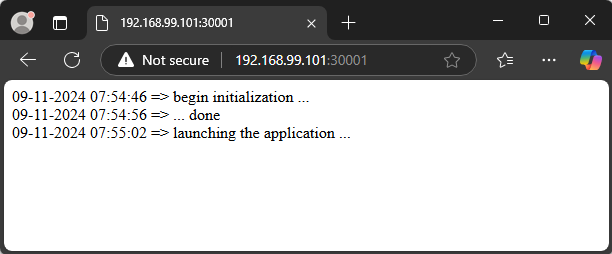 192.168.99.101:30001
Not secure 192.168.99.101:30001
09-11-2024 07:54:46 => begin initialization ...
09-11-2024 07:54:56 => ... done
09-11-2024 07:55:02 => launching the application ...